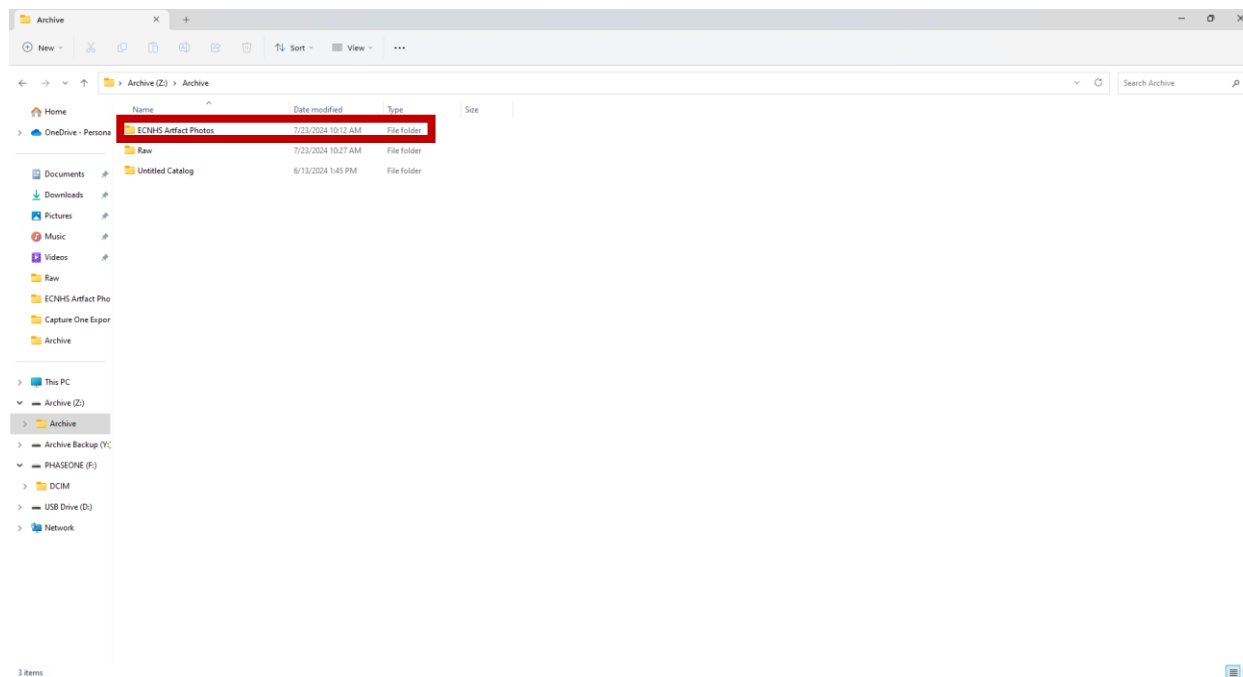 Archive
New Sort View
Archive (Z:) > Archive Search Archive
Name Date modified Type Size
ECNHS Artfact Photos 7/23/2024 10:12 AM File folder
Raw 7/23/2024 10:27 AM File folder
Untitled Catalog 6/13/2024 1:45 PM File folder
Home
OneDrive - Persona
Documents
Downloads
Pictures
Music
Videos
Raw
ECNHS Artfact Pho
Capture One Expor
Archive
This PC
Archive (Z:)
Archive
Archive Backup (Y:)
PHASEONE (F:)
DCIM
USB Drive (D:)
Network
3 items